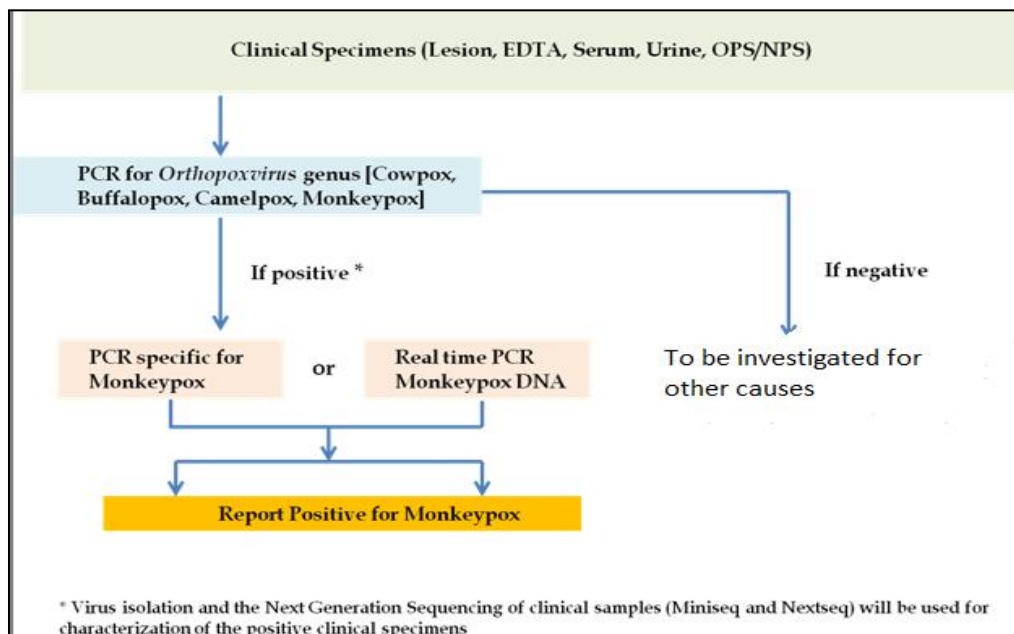 Clinical Specimens (Lesion, EDTA, Serum, Urine, OPS/NPS)
PCR for Orthopoxvirus genus [Cowpox,
Buffalopox, Camelpox, Monkeypox]
If positive *
If negative
PCR specific for
Monkeypox
or
Real time PCR
Monkeypox DNA
To be investigated for
other causes
Report Positive for Monkeypox
* Virus isolation and the Next Generation Sequencing of clinical samples (Miniseq and Nextseq) will be used for
characterization of the positive clinical specimens